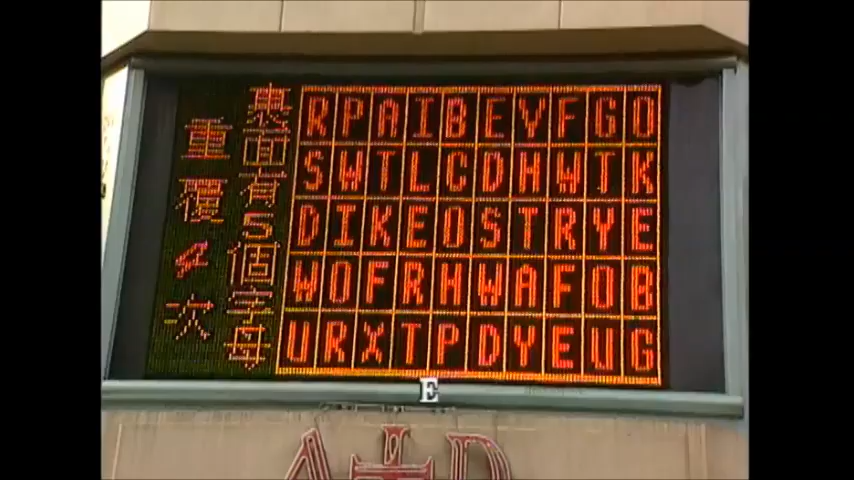 裏面有5個字母
重覆4次
RPAIBEVFGO
SWTLCDHWTK
DIKEOSTRYE
WOFRHWAFOB
URXTPDYEUG
E